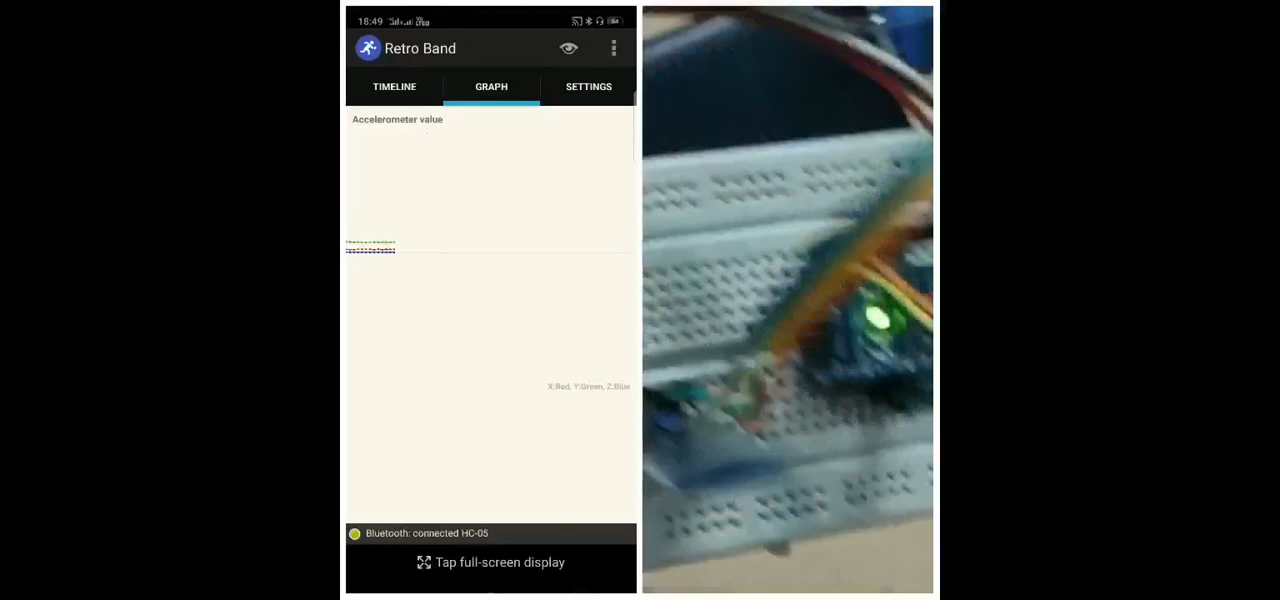 18:49
Retro Band
TIMELINE GRAPH SETTINGS
Accelerometer value
X:Red, Y:Green, Z:Blue
Bluetooth: connected HC-05
Tap full-screen display